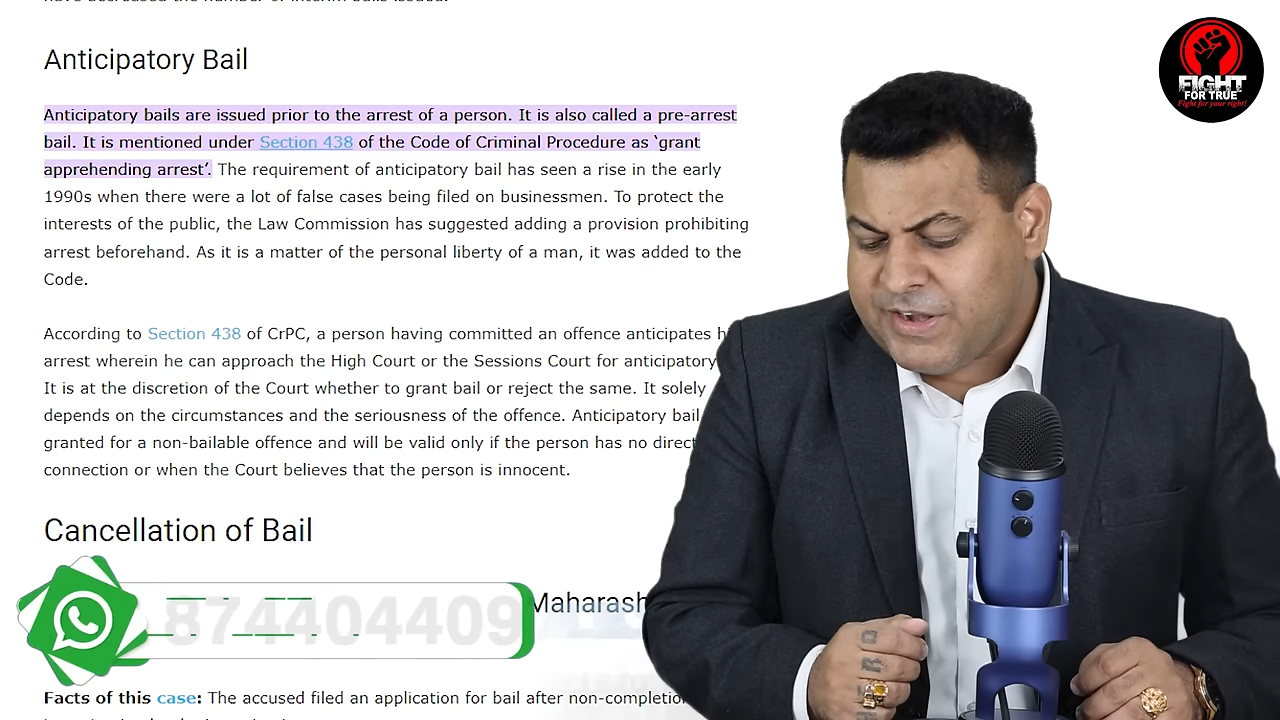 Anticipatory Bail
Anticipatory bails are issued prior to the arrest of a person. It is also called a pre-arrest
bail. It is mentioned under Section 438 of the Code of Criminal Procedure as ‘grant
apprehending arrest’. The requirement of anticipatory bail has seen a rise in the early
1990s when there were a lot of false cases being filed on businessmen. To protect the
interests of the public, the Law Commission has suggested adding a provision prohibiting
arrest beforehand. As it is a matter of the personal liberty of a man, it was added to the
Code.
According to Section 438 of CrPC, a person having committed an offence anticipates
arrest wherein he can approach the High Court or the Sessions Court for anticipatory
It is at the discretion of the Court whether to grant bail or reject the same. It solely
depends on the circumstances and the seriousness of the offence. Anticipatory bail
granted for a non-bailable offence and will be valid only if the person has no direct
connection or when the Court believes that the person is innocent.
Cancellation of Bail
874404409
Facts of this case: The accused filed an application for bail after
FIGHT
FOR TRUE
Fight for your right!